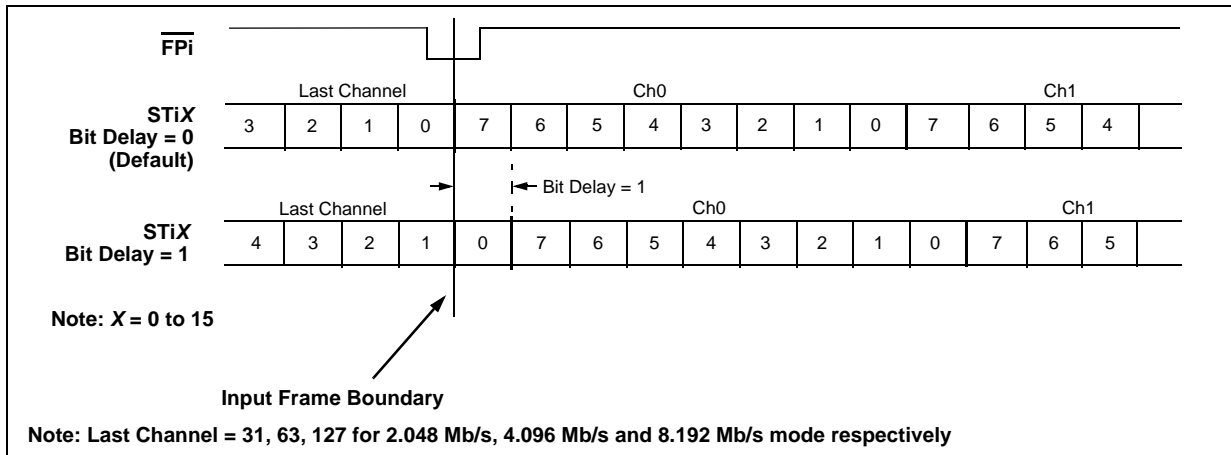 FPi
Last Channel Ch0 Ch1
STiX
Bit Delay = 0
(Default)
3 2 1 0 7 6 5 4 3 2 1 0 7 6 5 4
Bit Delay = 1
Last Channel Ch0 Ch1
STiX
Bit Delay = 1
4 3 2 1 0 7 6 5 4 3 2 1 0 7 6 5
Note: X = 0 to 15
Input Frame Boundary
Note: Last Channel = 31, 63, 127 for 2.048 Mb/s, 4.096 Mb/s and 8.192 Mb/s mode respectively